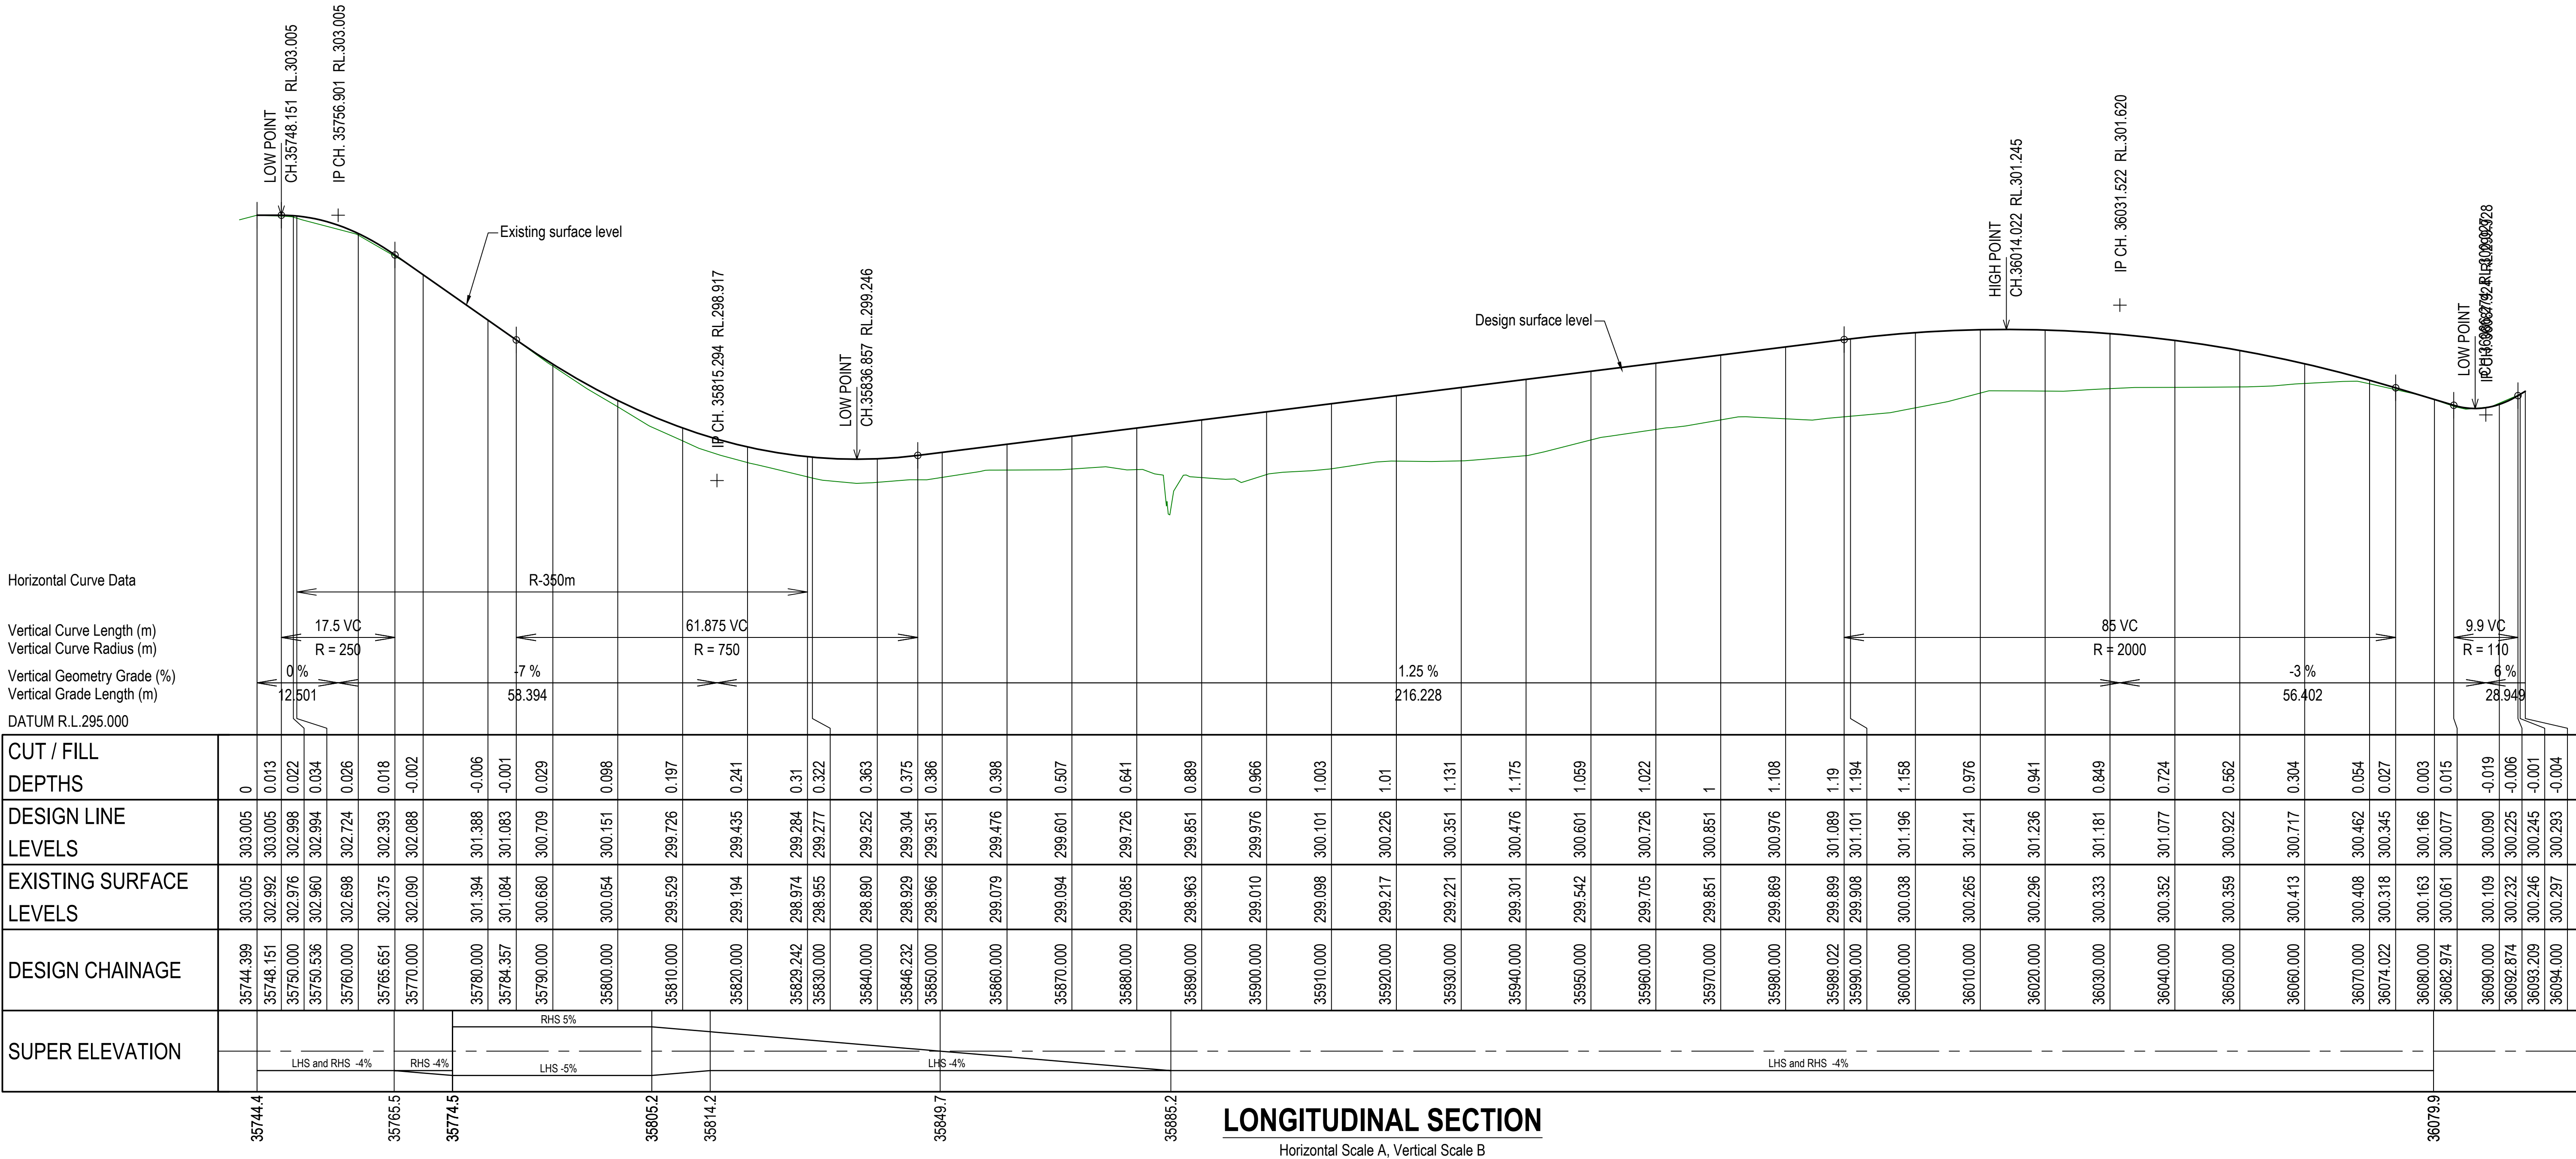 LOW POINT
CH.35748.151 RL.303.005
IP CH. 35756.901 RL.303.005
Existing surface level
IP CH. 35815.294 RL.298.917
LOW POINT
CH.35836.857 RL.299.246
Design surface level
HIGH POINT
CH.36014.022 RL.301.245
IP CH. 36031.522 RL.301.620
LOW POINT
Horizontal Curve Data
R-350m
Vertical Curve Length (m)
17.5 VC 61.875 VC 85 VC 9.9 VC
Vertical Curve Radius (m)
R = 250 R = 750 R = 2000 R = 110
Vertical Geometry Grade (%)
0 % -7 % 1.25 % -3 % 6 %
Vertical Grade Length (m)
12.501 58.394 216.228 56.402 28.949
DATUM R.L.295.000
CUT / FILL
DEPTHS
0 0.013 0.022 0.034 0.026 0.018 -0.002 -0.006 -0.001 0.029 0.098 0.197 0.241 0.31 0.322 0.363 0.375 0.386 0.398 0.507 0.641 0.889 0.966 1.003 1.01 1.131 1.175 1.059 1.022 1 1.108 1.19 1.194 1.158 0.976 0.941 0.849 0.724 0.562 0.304 0.054 0.027 0.003 0.015 -0.019 -0.006 -0.001 -0.004
DESIGN LINE
LEVELS
303.005 303.005 302.998 302.994 302.724 302.393 302.088 301.388 301.083 300.709 300.151 299.726 299.435 299.284 299.277 299.252 299.304 299.351 299.476 299.601 299.726 299.851 299.976 300.101 300.226 300.351 300.476 300.601 300.726 300.851 300.976 301.089 301.101 301.196 301.241 301.236 301.181 301.077 300.922 300.717 300.462 300.345 300.166 300.077 300.090 300.225 300.245 300.293
EXISTING SURFACE
LEVELS
303.005 302.992 302.976 302.960 302.698 302.375 302.090 301.394 301.084 300.680 300.054 299.529 299.194 298.974 298.955 298.890 298.929 298.966 299.079 299.094 299.085 298.963 299.010 299.098 299.217 299.221 299.301 299.542 299.705 299.851 299.869 299.899 299.908 300.038 300.265 300.296 300.333 300.352 300.359 300.413 300.408 300.318 300.163 300.061 300.109 300.232 300.246 300.297
DESIGN CHAINAGE
35744.399 35748.151 35750.000 35750.536 35760.000 35765.651 35770.000 35780.000 35784.357 35790.000 35800.000 35810.000 35820.000 35829.242 35830.000 35840.000 35846.232 35850.000 35860.000 35870.000 35880.000 35890.000 35900.000 35910.000 35920.000 35930.000 35940.000 35950.000 35960.000 35970.000 35980.000 35989.022 35990.000 36000.000 36010.000 36020.000 36030.000 36040.000 36050.000 36060.000 36070.000 36074.022 36080.000 36082.974 36090.000 36092.874 36093.209 36094.000
SUPER ELEVATION
RHS 5%
LHS and RHS -4% RHS -4% LHS -5% LHS -4% LHS and RHS -4%
35744.4 35765.5 35774.5 35805.2 35814.2 35849.7 35885.2 36079.9
LONGITUDINAL SECTION
Horizontal Scale A, Vertical Scale B